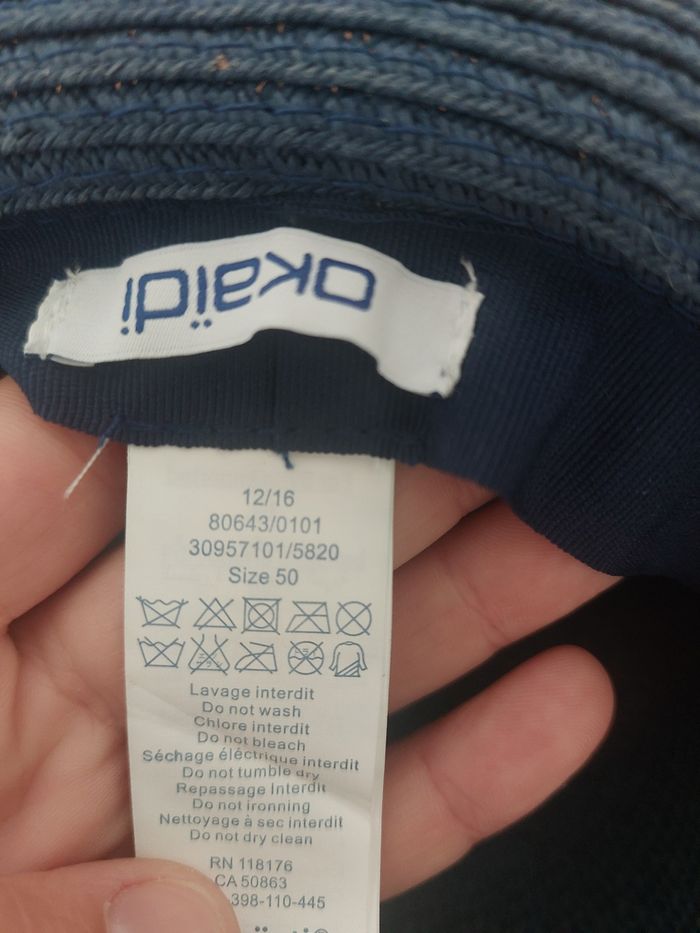 okaïdi
12/16
80643/0101
30957101/5820
Size 50
Lavage interdit
Do not wash
Chlore interdit
Do not bleach
Séchage éléctrique interdit
Do not tumble dry
Repassage Interdit
Do not ironning
Nettoyage à sec interdit
Do not dry clean
RN 118176
CA 50863
398-110-445